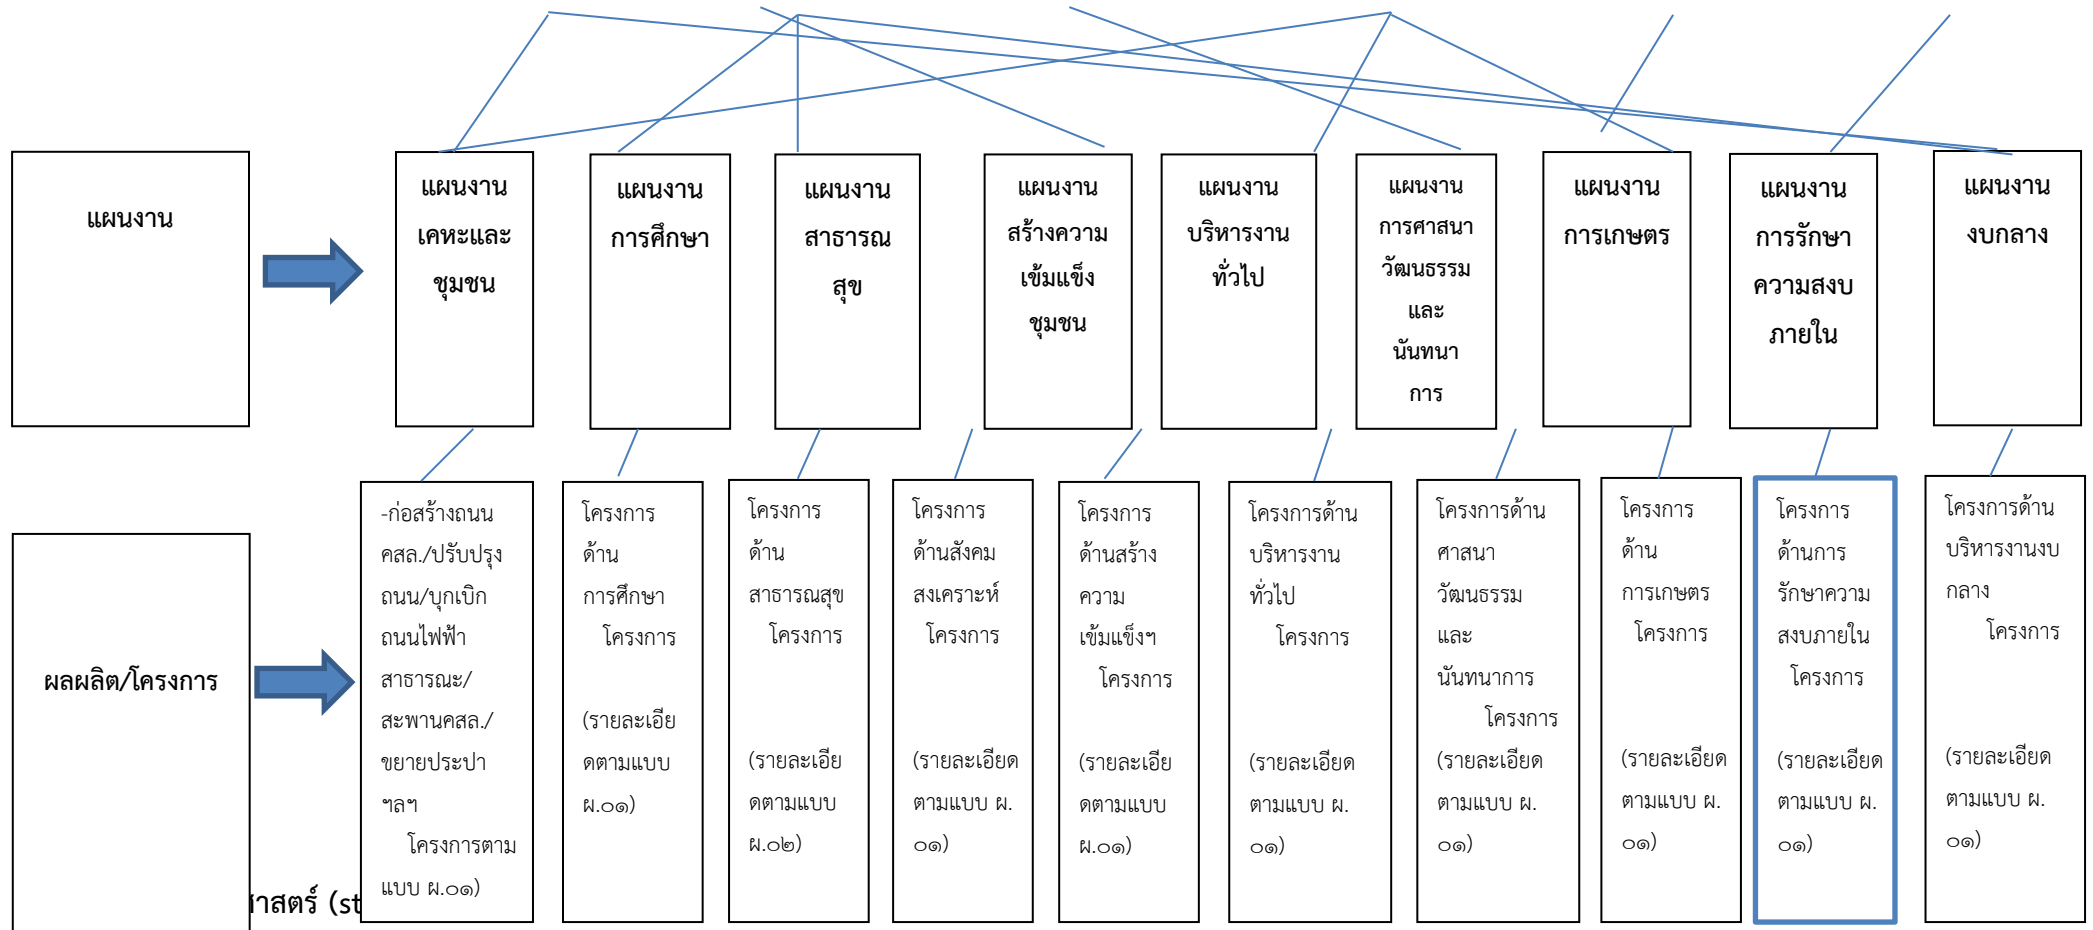 แผนงาน
แผนงาน
เคหะและ
ชุมชน
แผนงาน
การศึกษา
แผนงาน
สาธารณ
สุข
แผนงาน
สร้างความ
เข้มแข็ง
ชุมชน
แผนงาน
บริหารงาน
ทั่วไป
แผนงาน
การศาสนา
วัฒนธรรม
และ
นันทนา
การ
แผนงาน
การเกษตร
แผนงาน
การรักษา
ความสงบ
ภายใน
แผนงาน
งบกลาง
ผลผลิต/โครงการ
-ก่อสร้างถนน
คสล./ปรับปรุง
ถนน/บุกเบิก
ถนนไฟฟ้า
สาธารณะ/
สะพานคสล./
ขยายประปา
ฯลฯ
โครงการตาม
แบบ ผ.๐๑)
โครงการ
ด้าน
การศึกษา
โครงการ
(รายละเอีย
ดตามแบบ
ผ.๐๑)
โครงการ
ด้าน
สาธารณสุข
โครงการ
(รายละเอีย
ดตามแบบ
ผ.๐๒)
โครงการ
ด้านสังคม
สงเคราะห์
โครงการ
(รายละเอียด
ตามแบบ ผ.
๐๑)
โครงการ
ด้านสร้าง
ความ
เข้มแข็งฯ
โครงการ
(รายละเอีย
ดตามแบบ
ผ.๐๑)
โครงการด้าน
บริหารงาน
ทั่วไป
โครงการ
(รายละเอียด
ตามแบบ ผ.
๐๑)
โครงการด้าน
ศาสนา
วัฒนธรรม
และ
นันทนาการ
โครงการ
(รายละเอียด
ตามแบบ ผ.
๐๑)
โครงการ
ด้าน
การเกษตร
โครงการ
(รายละเอียด
ตามแบบ ผ.
๐๑)
โครงการ
ด้านการ
รักษาความ
สงบภายใน
โครงการ
(รายละเอียด
ตามแบบ ผ.
๐๑)
โครงการด้าน
บริหารงานงบ
กลาง
โครงการ
(รายละเอียด
ตามแบบ ผ.
๐๑)
าสตร์ (st